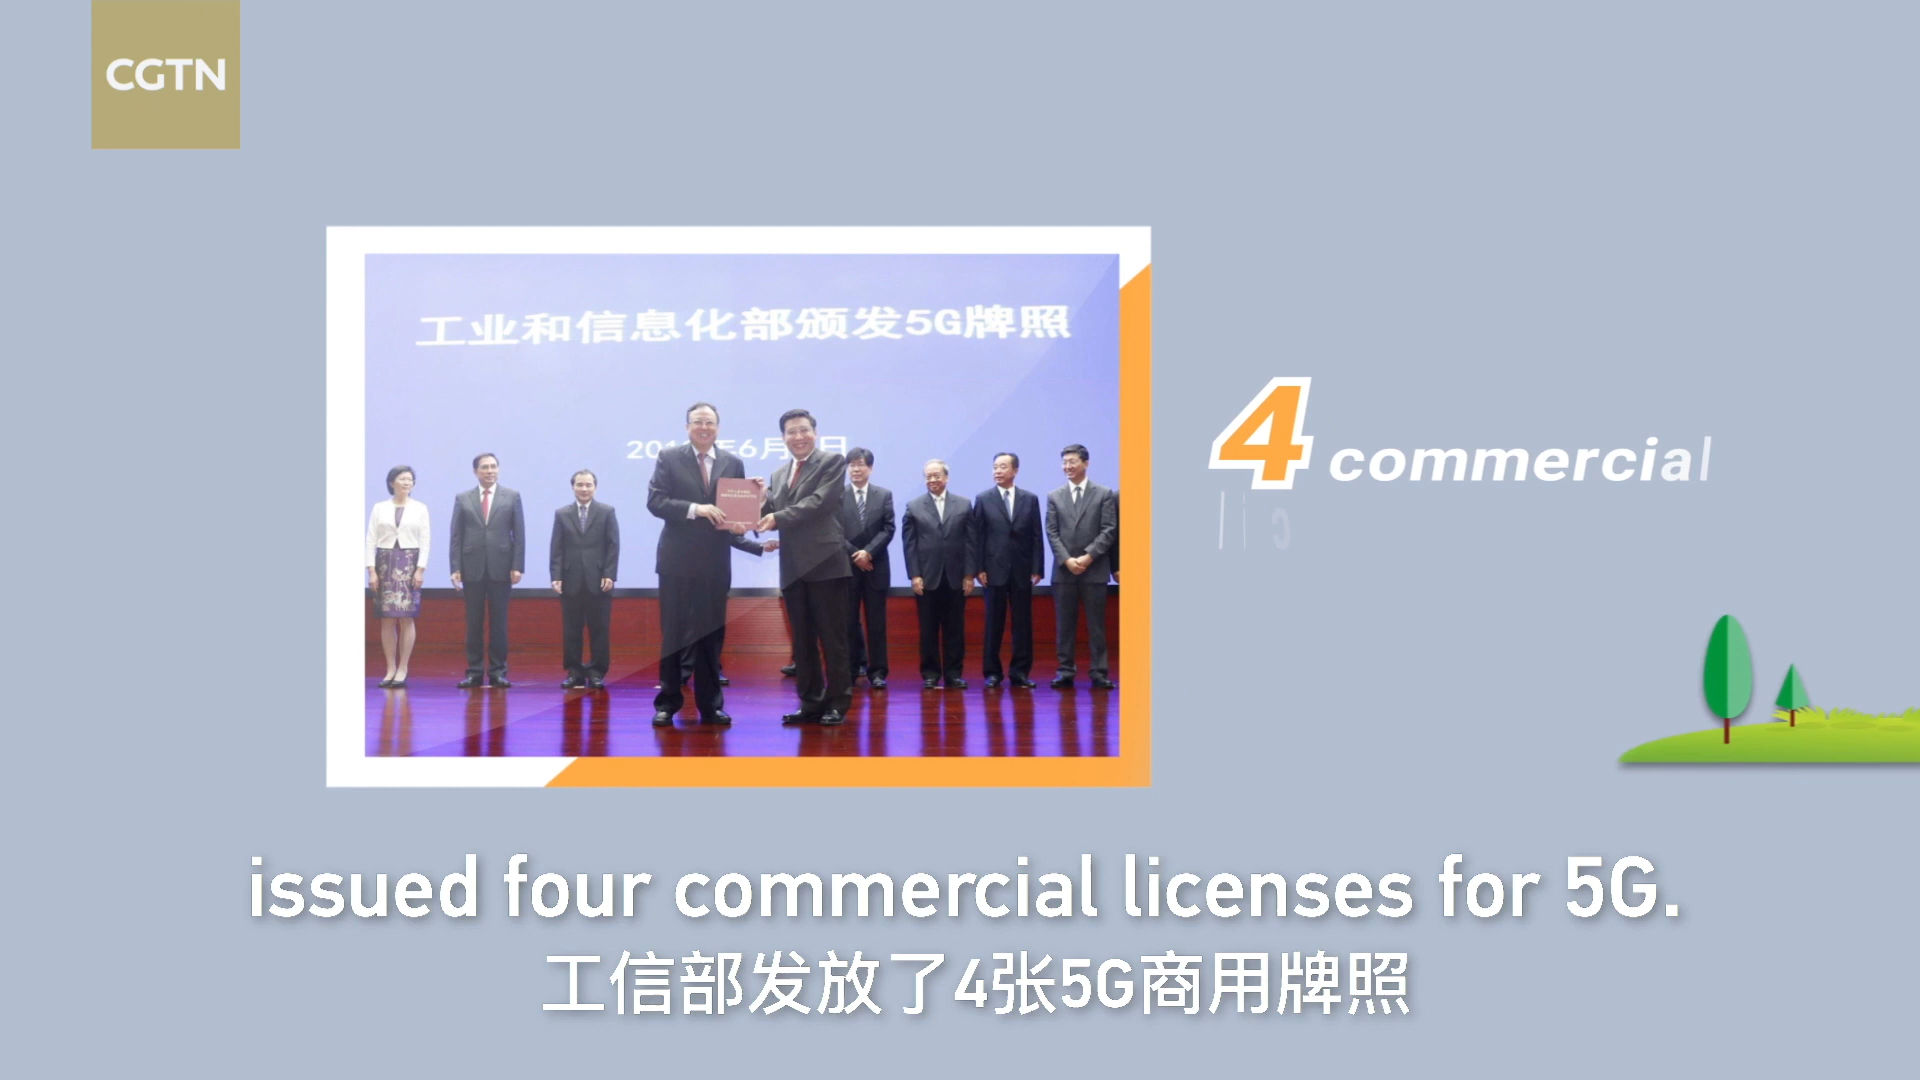 CGTN
工业和信息化部颁发5G牌照
4 commercial
lic
issued four commercial licenses for 5G.
工信部发放了4张5G商用牌照